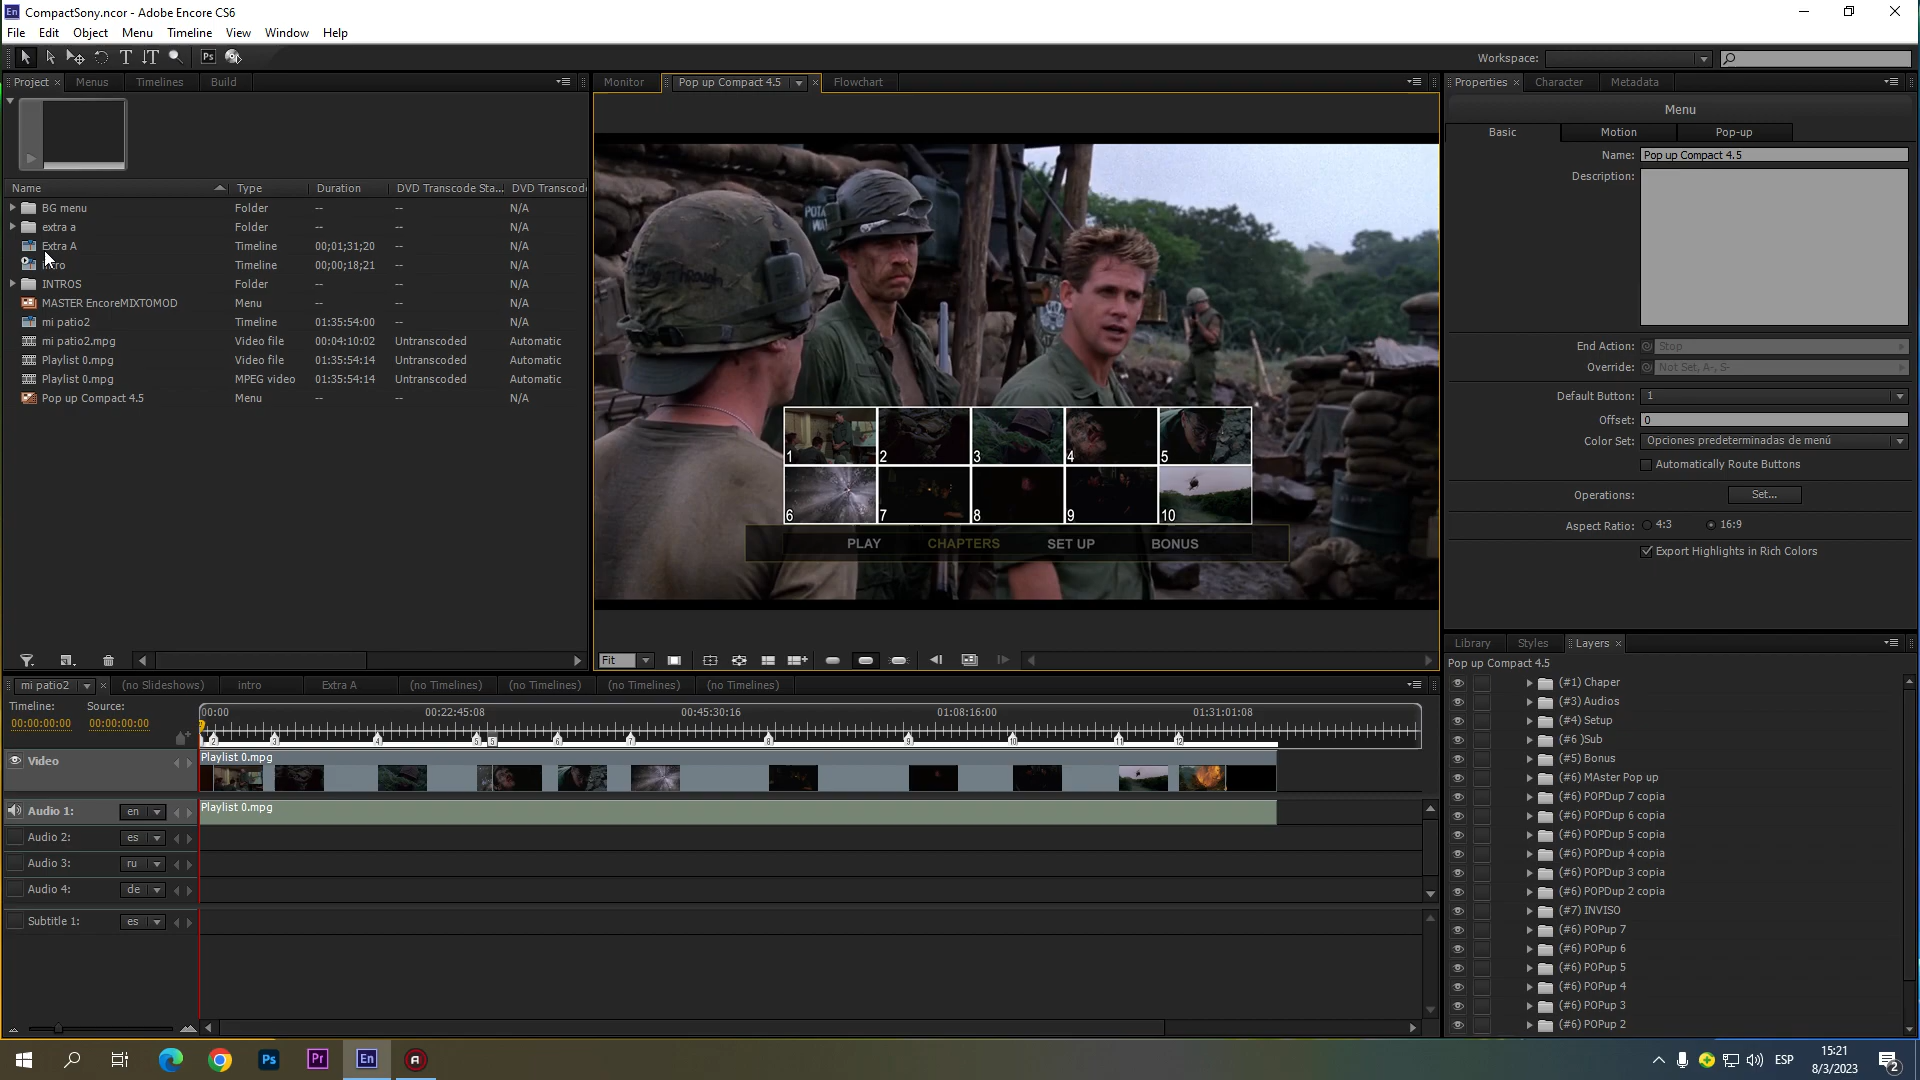 CompactSony.ncor - Adobe Encore CS6
File Edit Object Menu Timeline View Window Help
Workspace:
Project Menus Timelines Build
Monitor Pop up Compact 4.5 Flowchart
Properties Character Metadata
Menu
Basic Motion Pop-up
Name: Pop up Compact 4.5
Description:
Name Type Duration DVD Transcode Sta... DVD Transcode
BG menu Folder -- -- N/A
extra a Folder -- -- N/A
Extra A Timeline 00;01;31;20 -- N/A
intro Timeline 00;00;18;21 -- N/A
INTROS Folder -- -- N/A
MASTER EncoreMIXTOMOD Menu -- -- N/A
mi patio2 Timeline 01:35:54:00 -- N/A
mi patio2.mpg Video file 00:04:10:02 Untranscoded Automatic
Playlist 0.mpg Video file 01:35:54:14 Untranscoded Automatic
Playlist 0.mpg MPEG video 01:35:54:14 Untranscoded Automatic
Pop up Compact 4.5 Menu -- -- N/A
POTA
WAT
1 2 3 4 5
6 7 8 9 10
PLAY CHAPTERS SET UP BONUS
End Action: Stop
Override: Not Set, A-, S-
Default Button: 1
Offset: 0
Color Set: Opciones predeterminadas de menú
Automatically Route Buttons
Operations: Set...
Aspect Ratio: 4:3 16:9
Export Highlights in Rich Colors
Fit
Library Styles Layers
Pop up Compact 4.5
(#1) Chaper
(#3) Audios
(#4) Setup
(#6 )Sub
(#5) Bonus
(#6) MAster Pop up
(#6) POPDup 7 copia
(#6) POPDup 6 copia
(#6) POPDup 5 copia
(#6) POPDup 4 copia
(#6) POPDup 3 copia
(#6) POPDup 2 copia
(#7) INVISO
(#6) POPup 7
(#6) POPup 6
(#6) POPup 5
(#6) POPup 4
(#6) POPup 3
(#6) POPup 2
mi patio2 (no Slideshows) intro Extra A (no Timelines) (no Timelines) (no Timelines) (no Timelines)
Timeline: Source:
00:00:00:00 00:00:00:00
00:00 00:22:45:08 00:45:30:16 01:08:16:00 01:31:01:08
Video Playlist 0.mpg
Audio 1: en Playlist 0.mpg
Audio 2: es
Audio 3: ru
Audio 4: de
Subtitle 1: es
Ps Pr En
ESP
15:21
8/3/2023
2